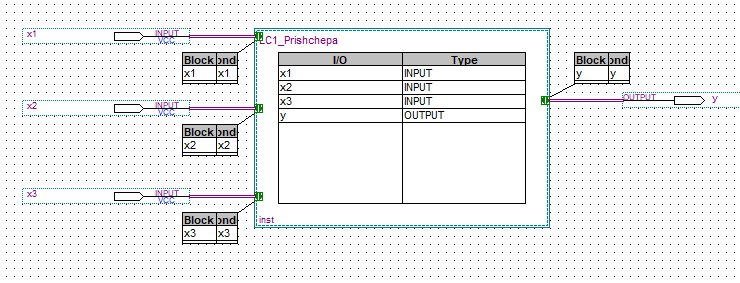 x1 INPUT VCC
Block ond
x1 x1
x2 INPUT VCC
Block ond
x2 x2
x3 INPUT VCC
Block ond
x3 x3
LC1_Prishchepa
I/O Type
x1 INPUT
x2 INPUT
x3 INPUT
y OUTPUT
inst
Block ond
y y
OUTPUT y